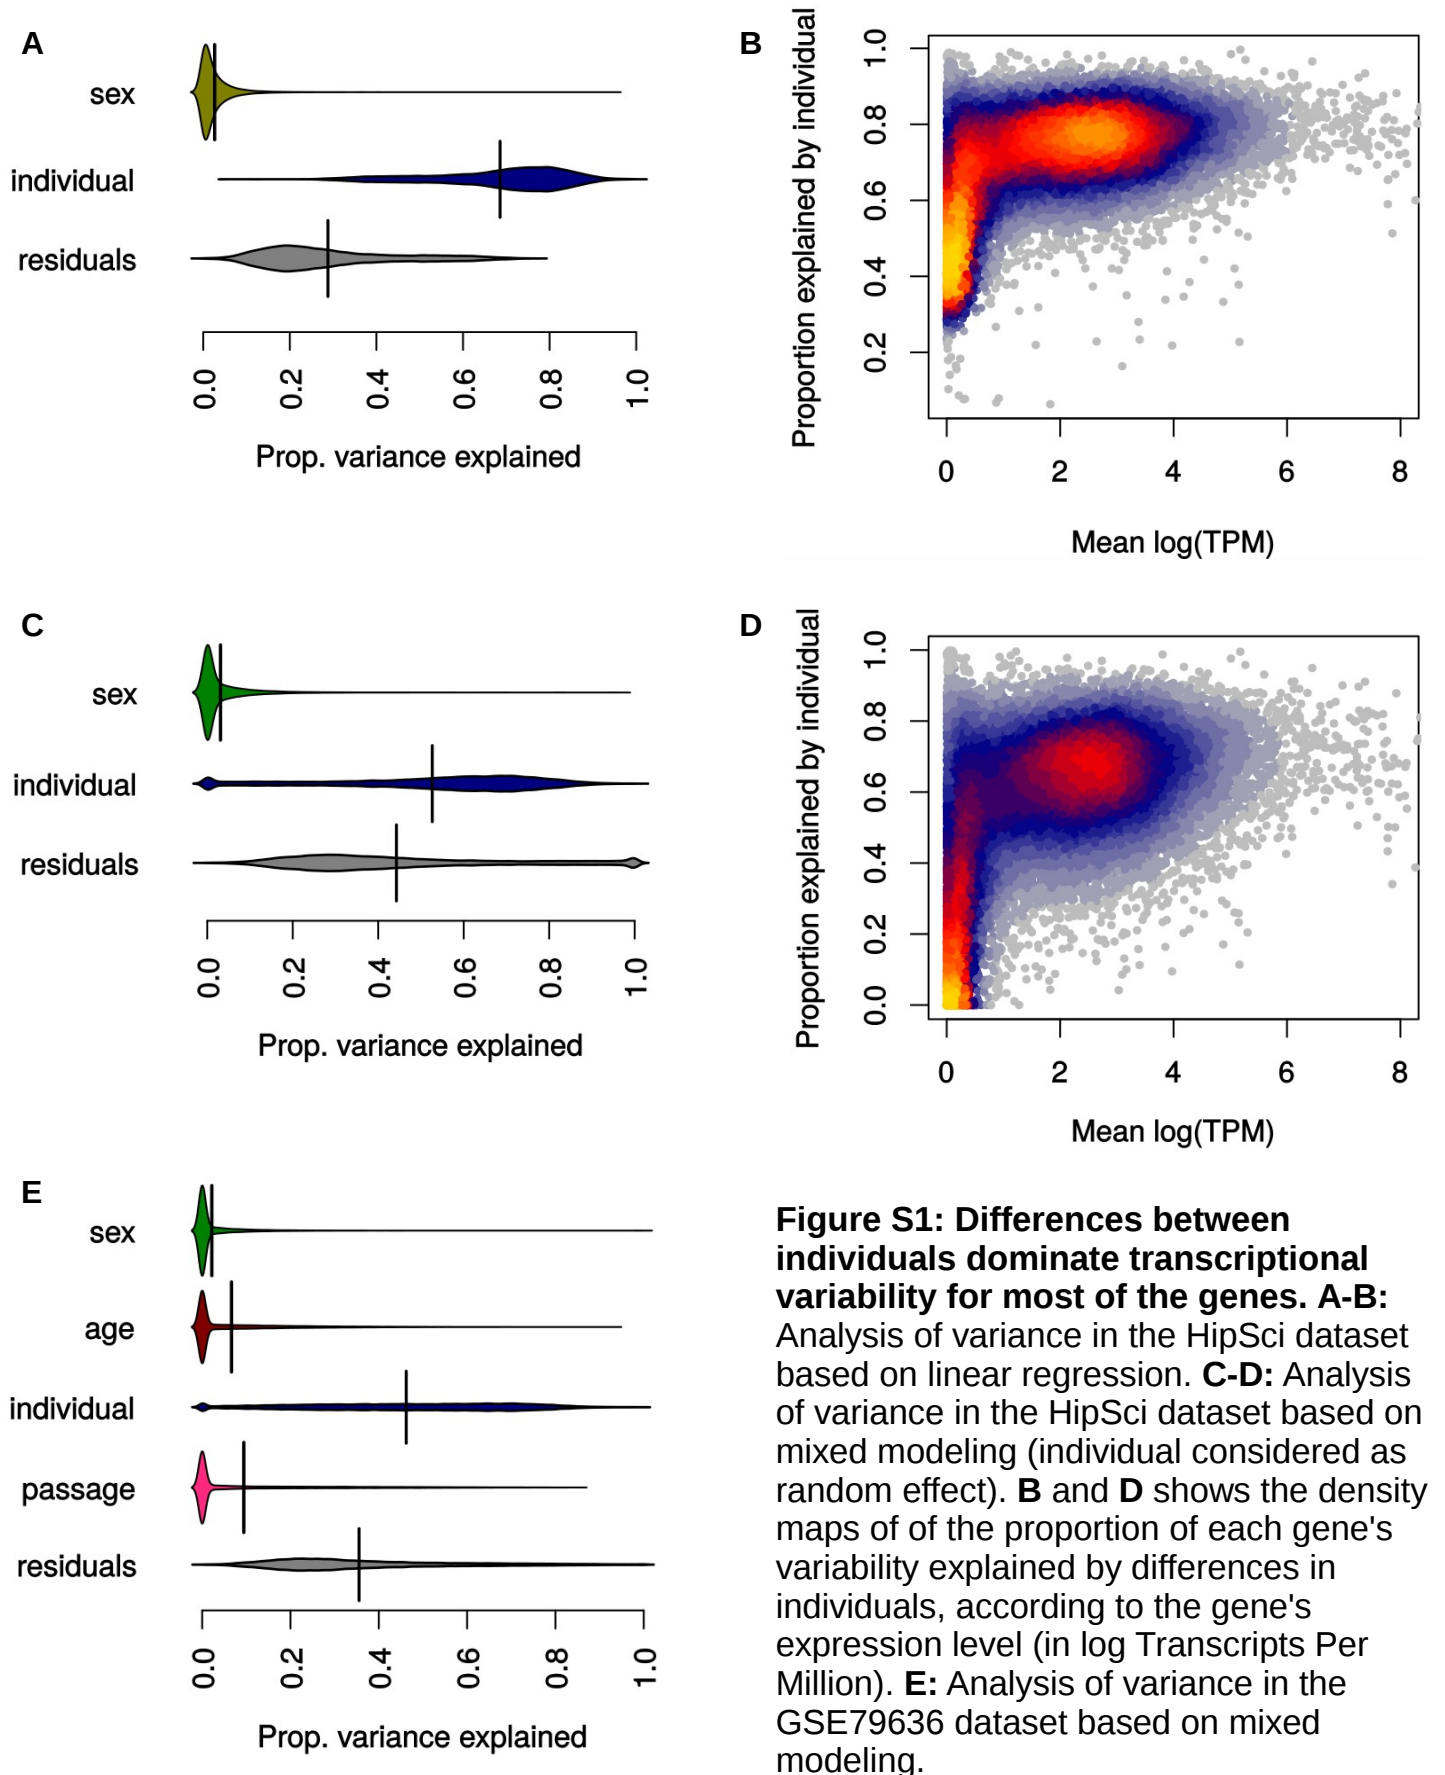 A
sex
individual
residuals
0.0 0.2 0.4 0.6 0.8 1.0
Prop. variance explained
B
Proportion explained by individual
1.0
0.8
0.6
0.4
0.2
0 2 4 6 8
Mean log(TPM)
C
sex
individual
residuals
0.0 0.2 0.4 0.6 0.8 1.0
Prop. variance explained
D
Proportion explained by individual
1.0
0.8
0.6
0.4
0.2
0.0
0 2 4 6 8
Mean log(TPM)
E
sex
age
individual
passage
residuals
0.0 0.2 0.4 0.6 0.8 1.0
Prop. variance explained
Figure S1: Differences between
individuals dominate transcriptional
variability for most of the genes. A-B:
Analysis of variance in the HipSci dataset
based on linear regression. C-D: Analysis
of variance in the HipSci dataset based on
mixed modeling (individual considered as
random effect). B and D shows the density
maps of of the proportion of each gene's
variability explained by differences in
individuals, according to the gene's
expression level (in log Transcripts Per
Million). E: Analysis of variance in the
GSE79636 dataset based on mixed
modeling.